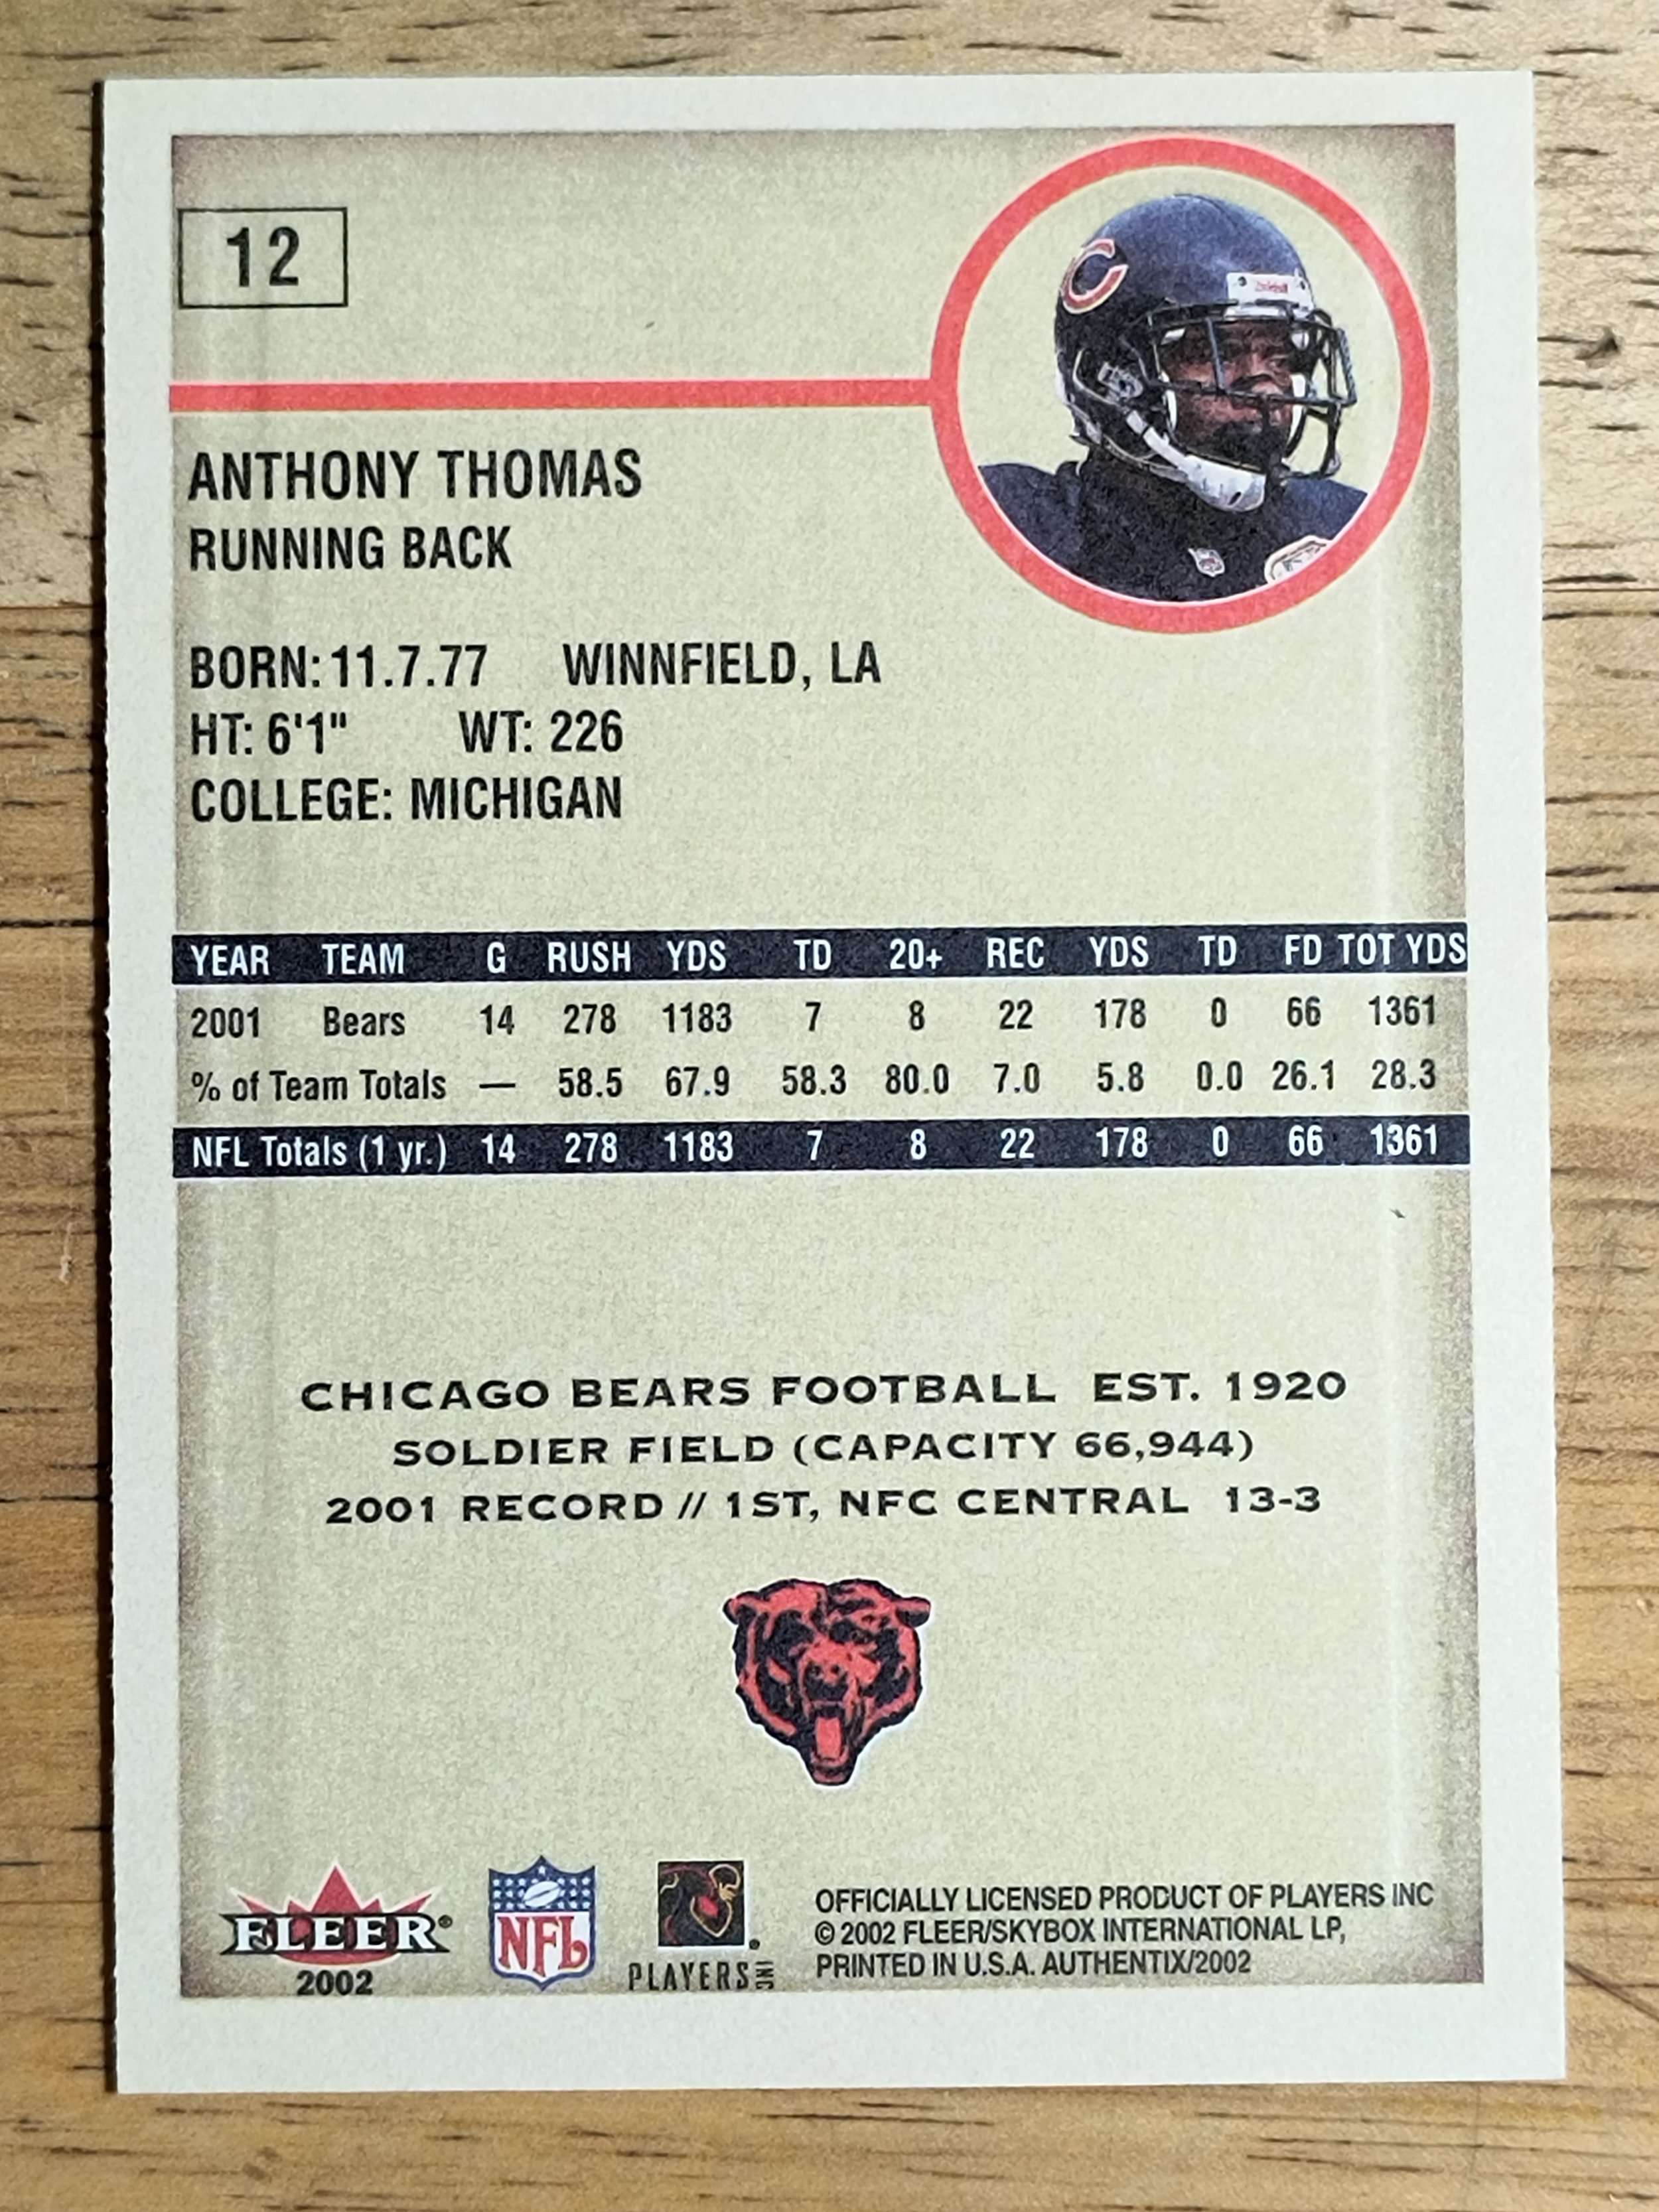 12
ANTHONY THOMAS
RUNNING BACK
BORN: 11.7.77 WINNFIELD, LA
HT: 6'1" WT: 226
COLLEGE: MICHIGAN
YEAR TEAM G RUSH YDS TD 20+ REC YDS TD FD TOT YDS
2001 Bears 14 278 1183 7 8 22 178 0 66 1361
% of Team Totals — 58.5 67.9 58.3 80.0 7.0 5.8 0.0 26.1 28.3
NFL Totals (1 yr.) 14 278 1183 7 8 22 178 0 66 1361
CHICAGO BEARS FOOTBALL EST. 1920
SOLDIER FIELD (CAPACITY 66,944)
2001 RECORD // 1ST, NFC CENTRAL 13-3
FLEER®
2002
NFL
PLAYERS INC
OFFICIALLY LICENSED PRODUCT OF PLAYERS INC
© 2002 FLEER/SKYBOX INTERNATIONAL LP,
PRINTED IN U.S.A. AUTHENTIX/2002